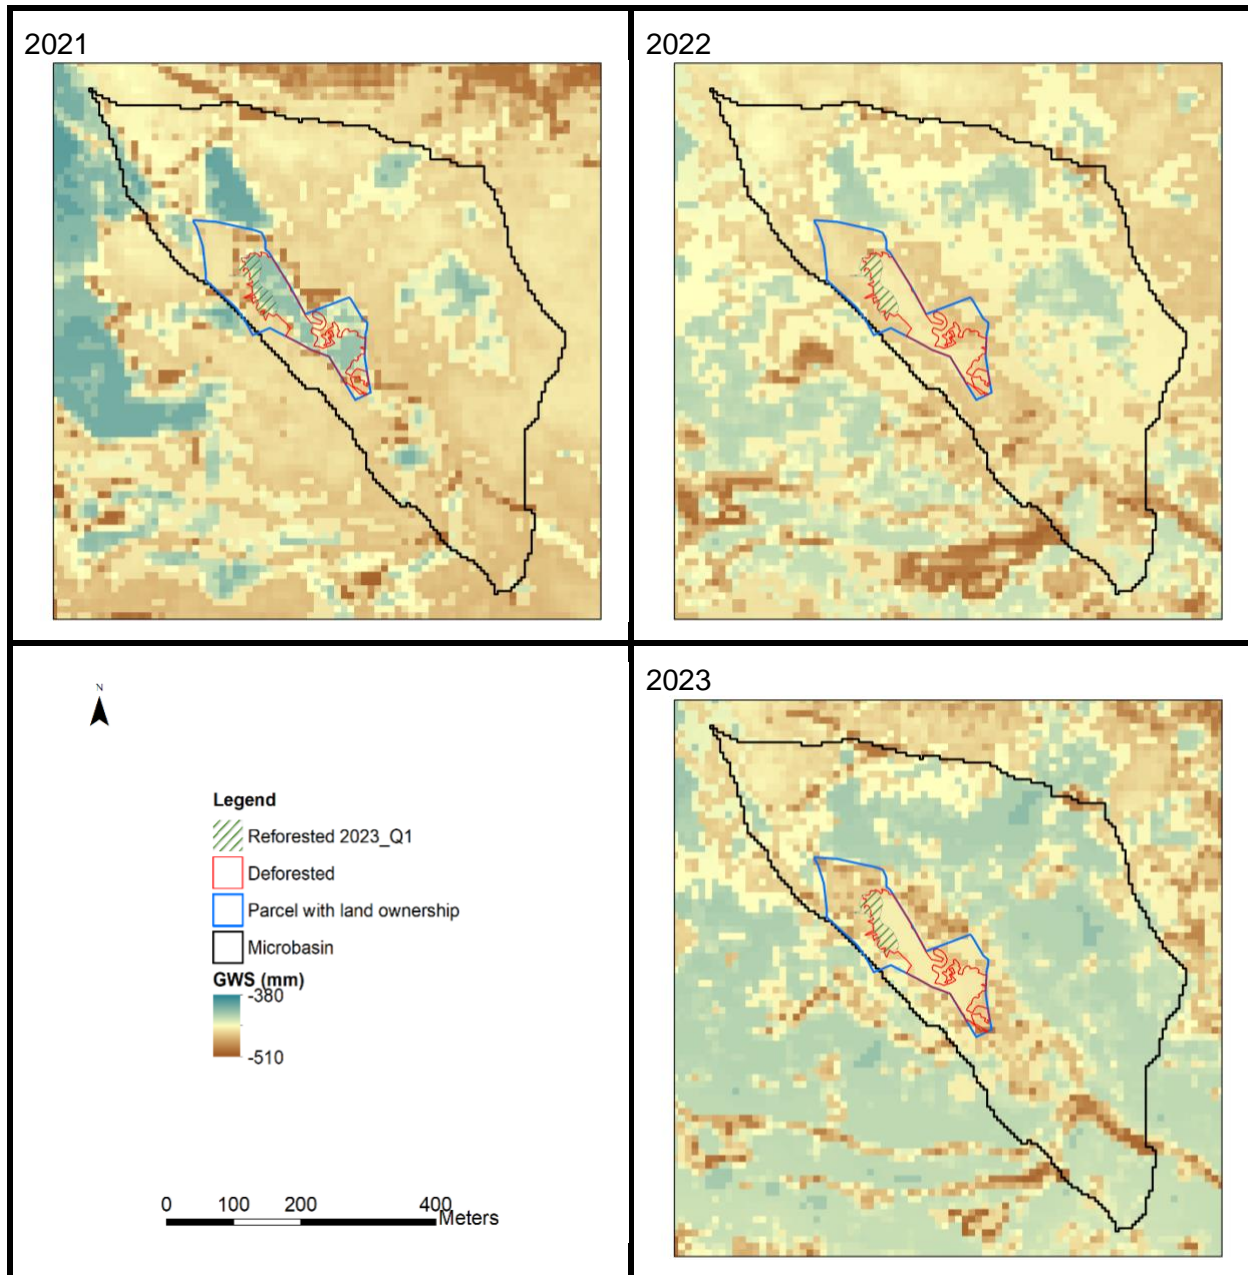 2021
2022
N
2023
Legend
Reforested 2023_Q1
Deforested
Parcel with land ownership
Microbasin
GWS (mm)
-380
-510
0 100 200 400
Meters